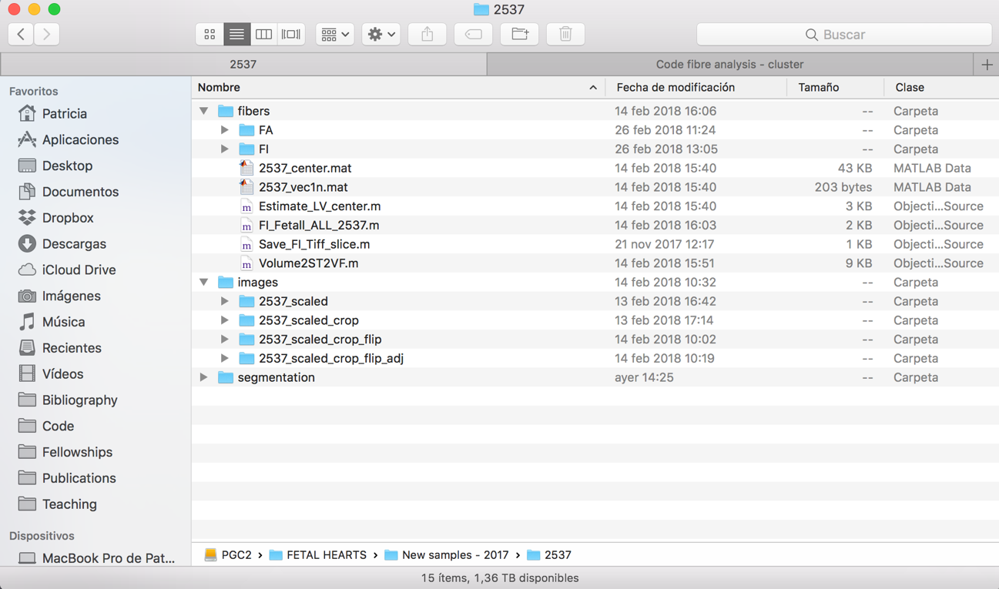 2537
Buscar
2537 Code fibre analysis - cluster
Favoritos
Patricia
Aplicaciones
Desktop
Documentos
Dropbox
Descargas
iCloud Drive
Imágenes
Música
Recientes
Vídeos
Bibliography
Code
Fellowships
Publications
Teaching
Dispositivos
MacBook Pro de Pat...
Nombre Fecha de modificación Tamaño Clase
fibers 14 feb 2018 16:06 -- Carpeta
FA 26 feb 2018 11:24 -- Carpeta
FI 26 feb 2018 13:05 -- Carpeta
2537_center.mat 14 feb 2018 15:40 43 KB MATLAB Data
2537_vec1n.mat 14 feb 2018 15:40 203 bytes MATLAB Data
m Estimate_LV_center.m 14 feb 2018 15:40 3 KB Objecti...Source
m FI_Fetall_ALL_2537.m 14 feb 2018 16:03 2 KB Objecti...Source
m Save_FI_Tiff_slice.m 21 nov 2017 12:17 1 KB Objecti...Source
m Volume2ST2VF.m 14 feb 2018 15:51 9 KB Objecti...Source
images 14 feb 2018 10:32 -- Carpeta
2537_scaled 13 feb 2018 16:42 -- Carpeta
2537_scaled_crop 13 feb 2018 17:14 -- Carpeta
2537_scaled_crop_flip 14 feb 2018 10:02 -- Carpeta
2537_scaled_crop_flip_adj 14 feb 2018 10:19 -- Carpeta
segmentation ayer 14:25 -- Carpeta
PGC2 › FETAL HEARTS › New samples - 2017 › 2537
15 ítems, 1,36 TB disponibles